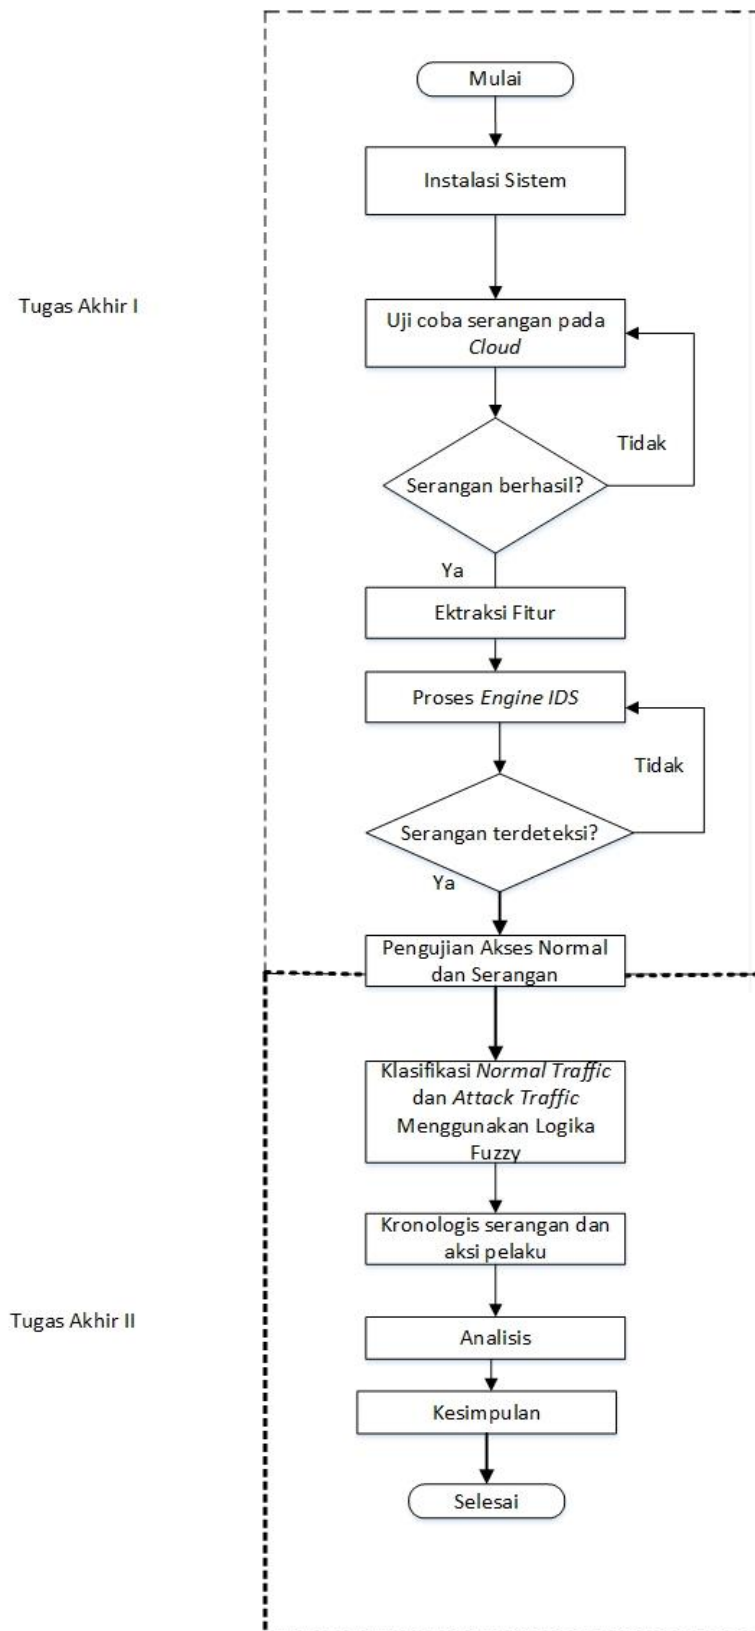 Mulai
Instalasi Sistem
Tugas Akhir I
Uji coba serangan pada
Cloud
Tidak
Serangan berhasil?
Ya
Ektraksi Fitur
Proses Engine IDS
Tidak
Serangan terdeteksi?
Ya
Pengujian Akses Normal
dan Serangan
Klasifikasi Normal Traffic
dan Attack Traffic
Menggunakan Logika
Fuzzy
Kronologis serangan dan
aksi pelaku
Tugas Akhir II
Analisis
Kesimpulan
Selesai